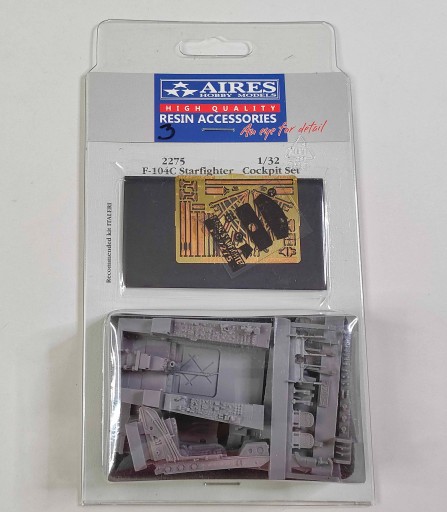 AIRES
HOBBY MODELS
HIGH QUALITY
RESIN ACCESSORIES
An eye for detail
3
2275 1/32
F-104C Starfighter Cockpit Set
Recommended kit ITALERI